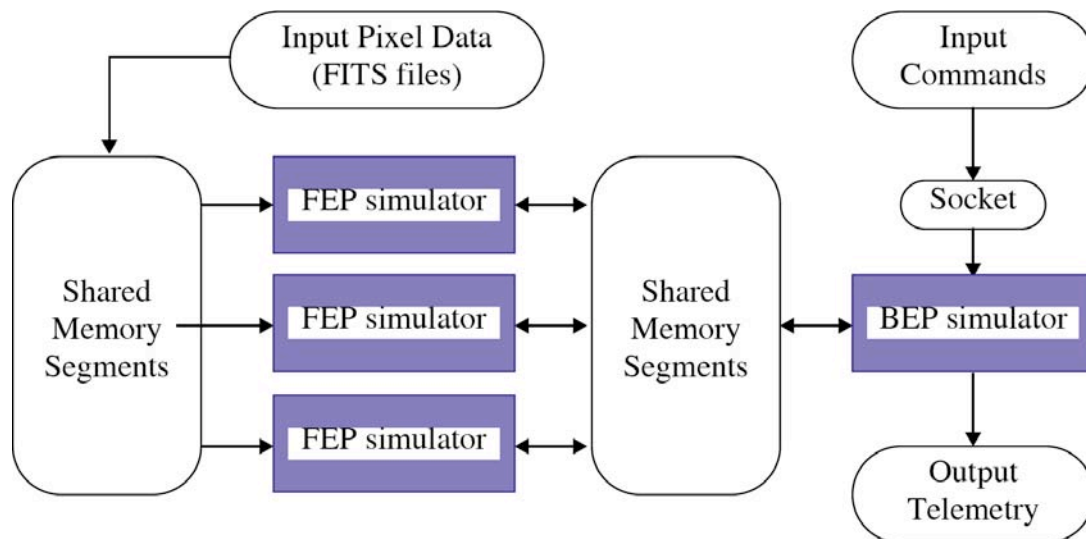 Input Pixel Data
(FITS files)
Input
Commands
Socket
FEP simulator
FEP simulator
FEP simulator
Shared
Memory
Segments
Shared
Memory
Segments
BEP simulator
Output
Telemetry